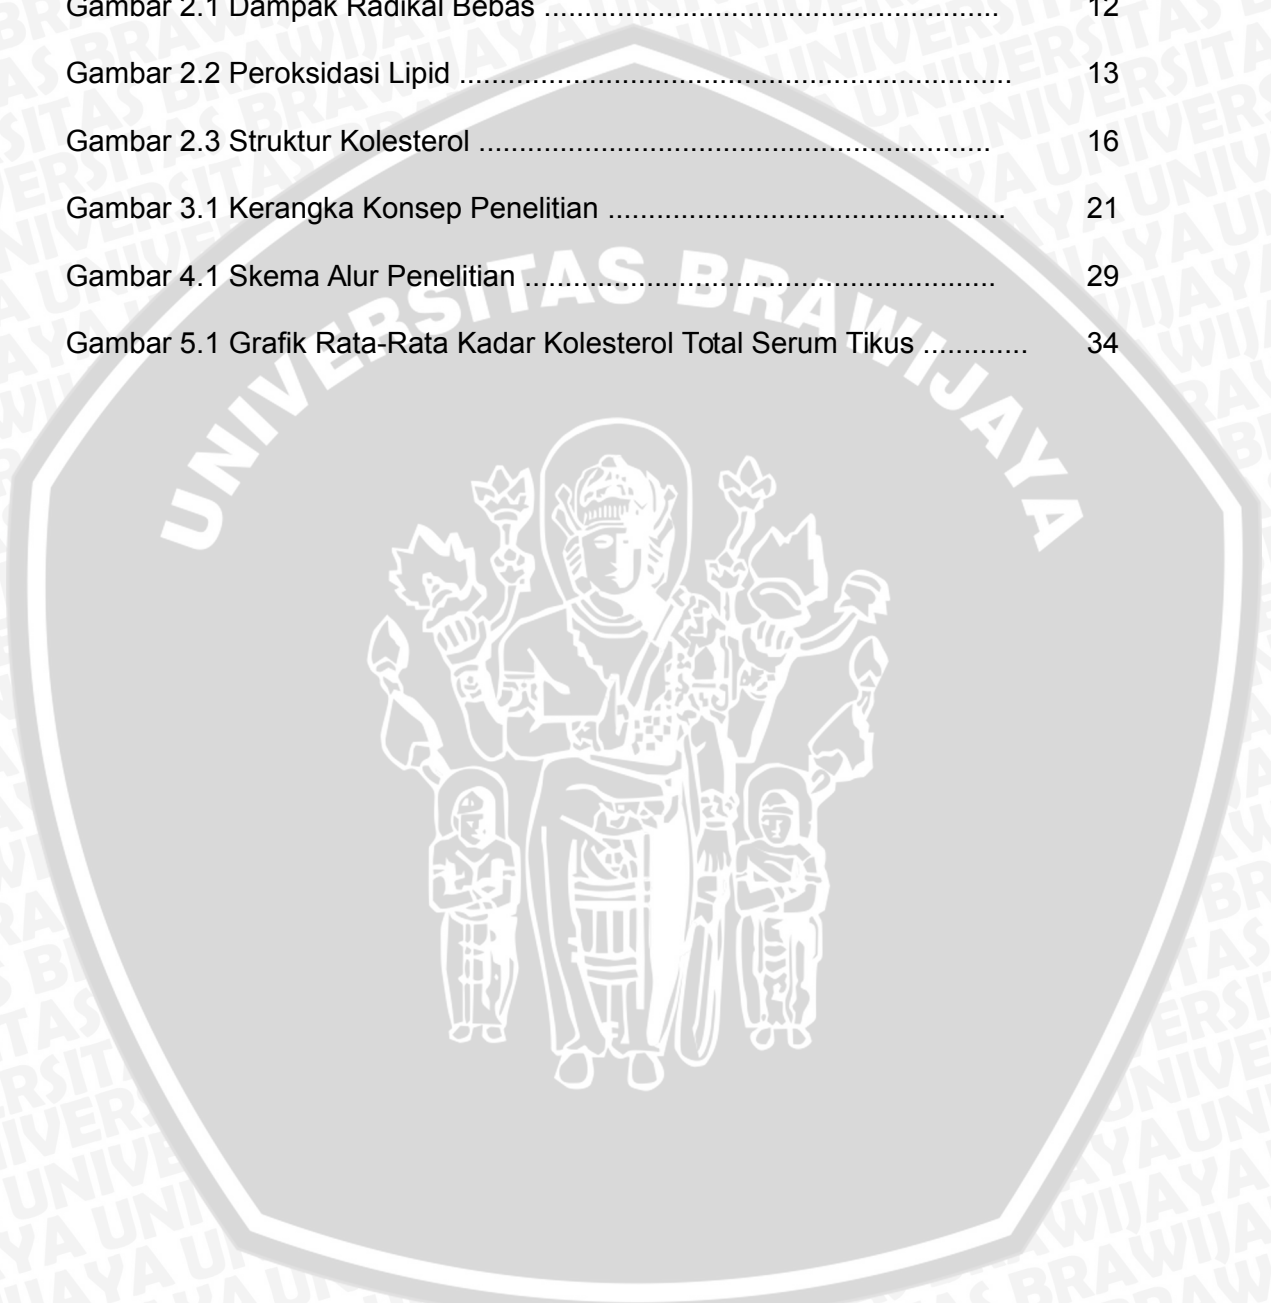 Gambar 2.1 Dampak Radikal Bebas ........................................................ 12
Gambar 2.2 Peroksidasi Lipid .................................................................... 13
Gambar 2.3 Struktur Kolesterol ............................................................... 16
Gambar 3.1 Kerangka Konsep Penelitian ................................................. 21
Gambar 4.1 Skema Alur Penelitian .......................................................... 29
Gambar 5.1 Grafik Rata-Rata Kadar Kolesterol Total Serum Tikus ............. 34
UNIVERSITAS BRAWIJAYA